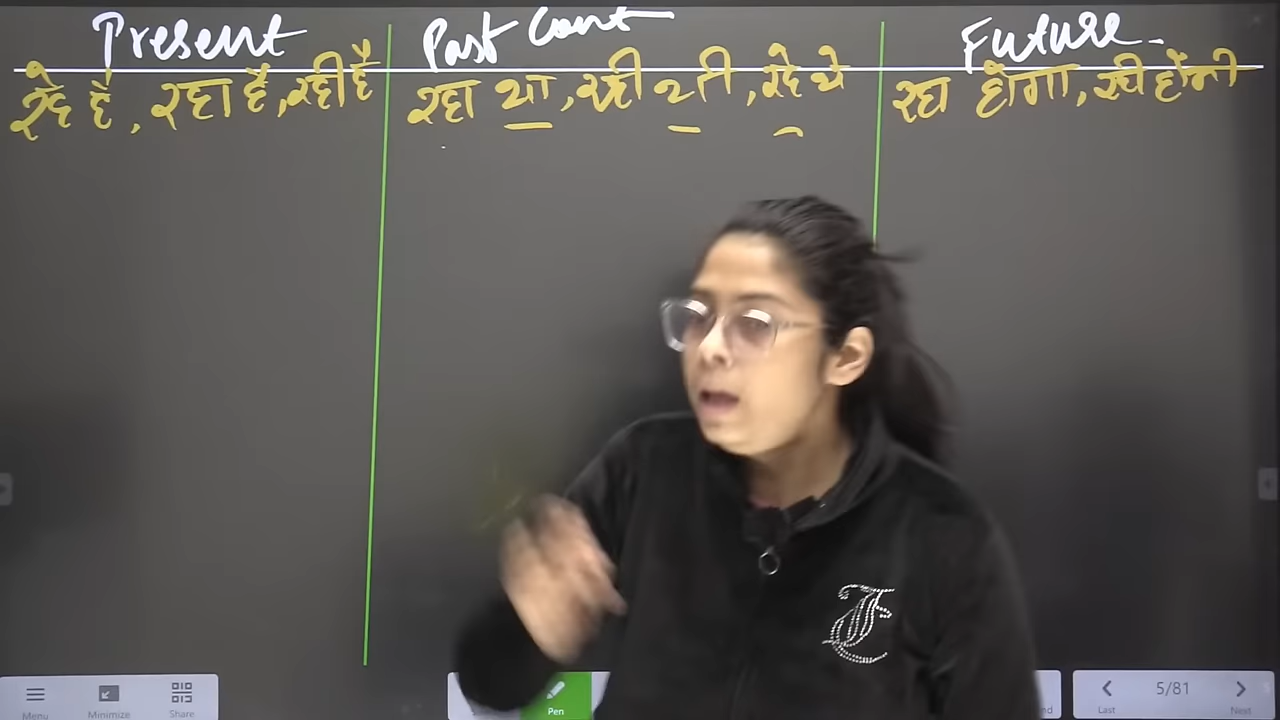 Present
Past Cont
Future
रहे है, रहा है, रही है
रहा था, रही थी, रहे थे
रहा होगा, रही होंगी
Menu
Minimize
Share
Pen
Last
5/81
Next